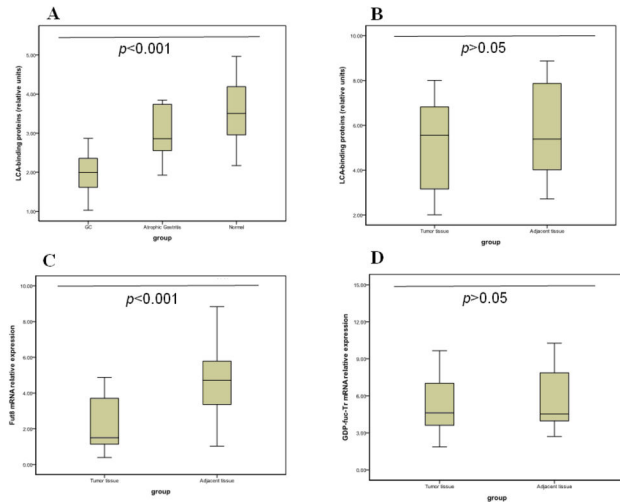 A
p<0.001
LCA-binding proteins (relative units)
5.00
4.00
3.00
2.00
1.00
GC
Atrophic Gastritis
Normal
group
B
p>0.05
LCA-binding proteins (relative units)
10.00
8.00
6.00
4.00
2.00
Tumor tissue
Adjacent tissue
group
C
p<0.001
Fut8 mRNA relative expression
10.00
8.00
6.00
4.00
2.00
0.00
Tumor tissue
Adjacent tissue
group
D
p>0.05
GDP-fuc-Tr mRNA relative expression
15.00
12.00
9.00
6.00
3.00
0.00
Tumor tissue
Adjacent tissue
group